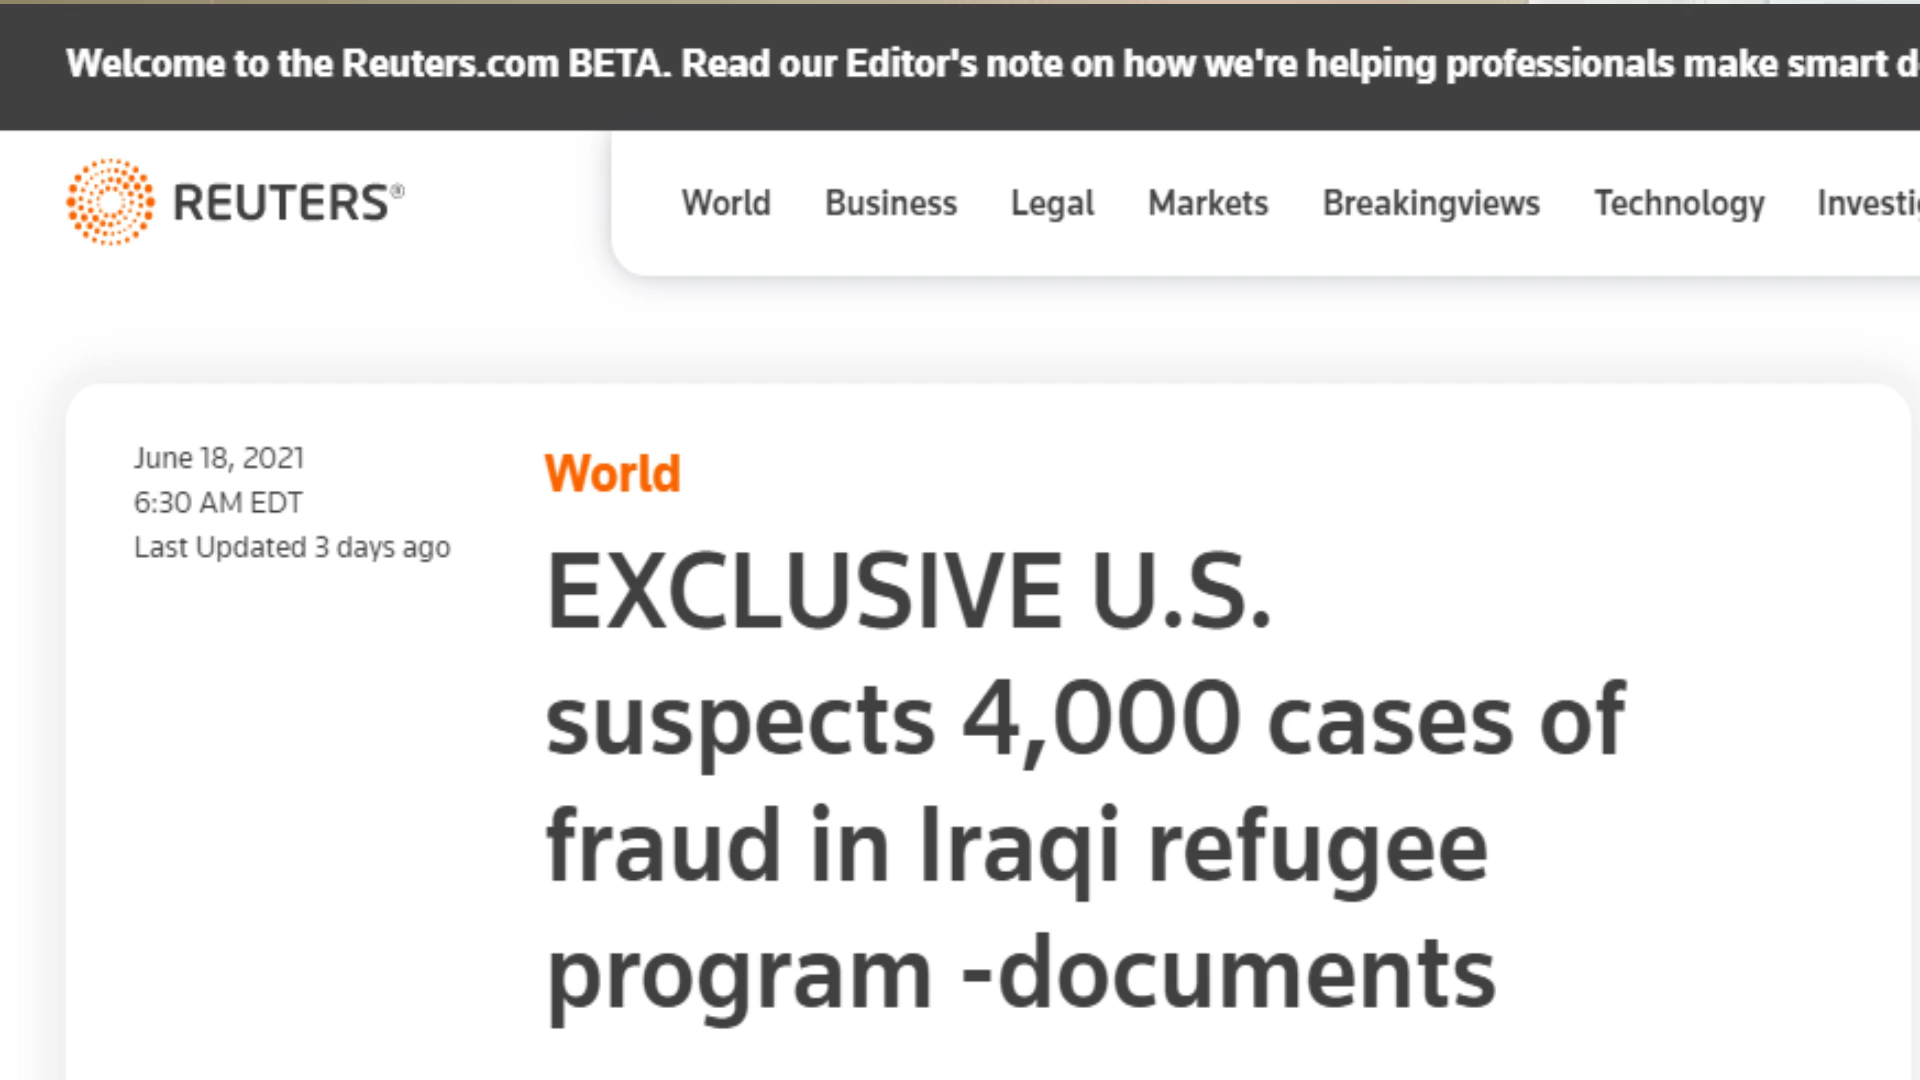 Welcome to the Reuters.com BETA. Read our Editor's note on how we're helping professionals make smart d
REUTERS®
World Business Legal Markets Breakingviews Technology Investi
June 18, 2021
6:30 AM EDT
Last Updated 3 days ago
World
EXCLUSIVE U.S.
suspects 4,000 cases of
fraud in Iraqi refugee
program -documents